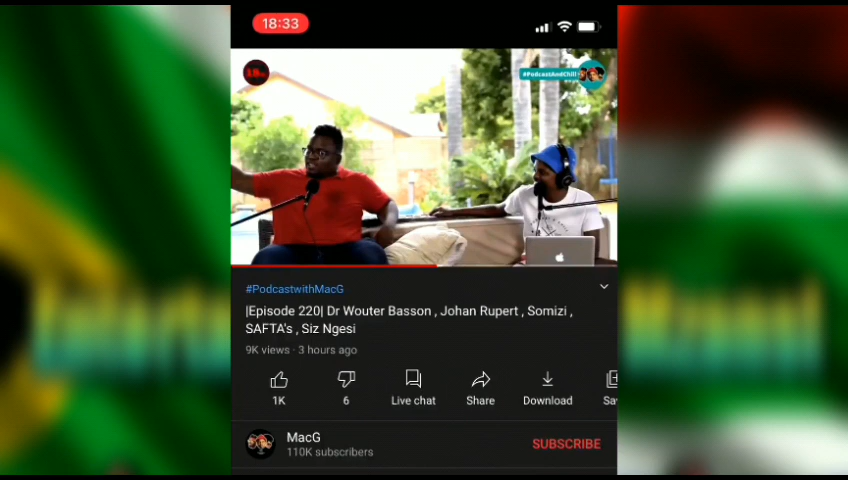 18:33
#PodcastAndChill
#PodcastwithMacG
|Episode 220| Dr Wouter Basson , Johan Rupert , Somizi ,
SAFTA's , Siz Ngesi
9K views · 3 hours ago
1K
6
Live chat
Share
Download
Sa
MacG
110K subscribers
SUBSCRIBE